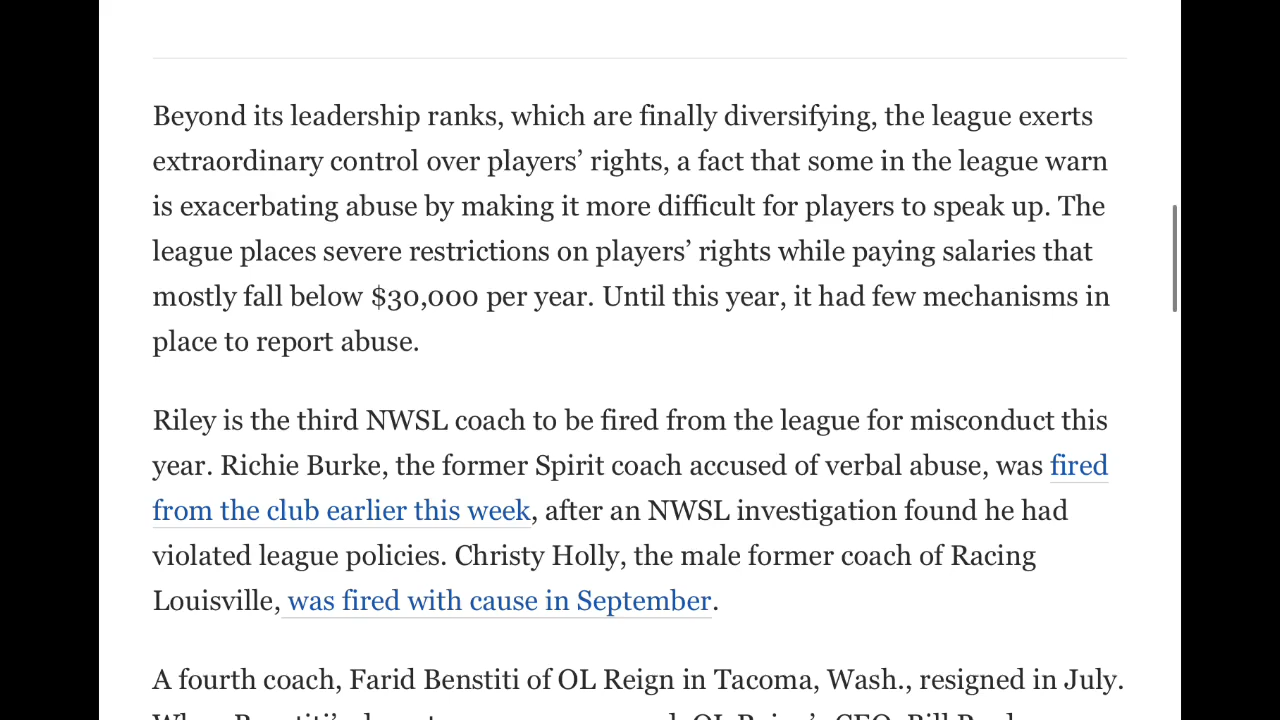 Beyond its leadership ranks, which are finally diversifying, the league exerts
extraordinary control over players’ rights, a fact that some in the league warn
is exacerbating abuse by making it more difficult for players to speak up. The
league places severe restrictions on players’ rights while paying salaries that
mostly fall below $30,000 per year. Until this year, it had few mechanisms in
place to report abuse.
Riley is the third NWSL coach to be fired from the league for misconduct this
year. Richie Burke, the former Spirit coach accused of verbal abuse, was fired
from the club earlier this week, after an NWSL investigation found he had
violated league policies. Christy Holly, the male former coach of Racing
Louisville, was fired with cause in September.
A fourth coach, Farid Benstiti of OL Reign in Tacoma, Wash., resigned in July.